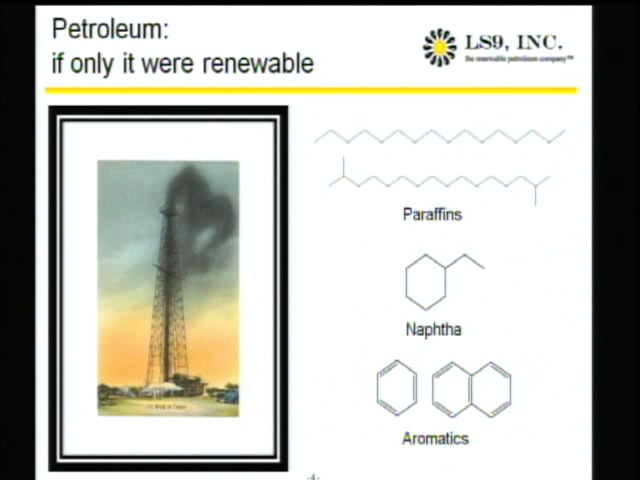 Petroleum:
if only it were renewable
LS9, INC.
the renewable petroleum company™
Paraffins
Naphtha
Aromatics